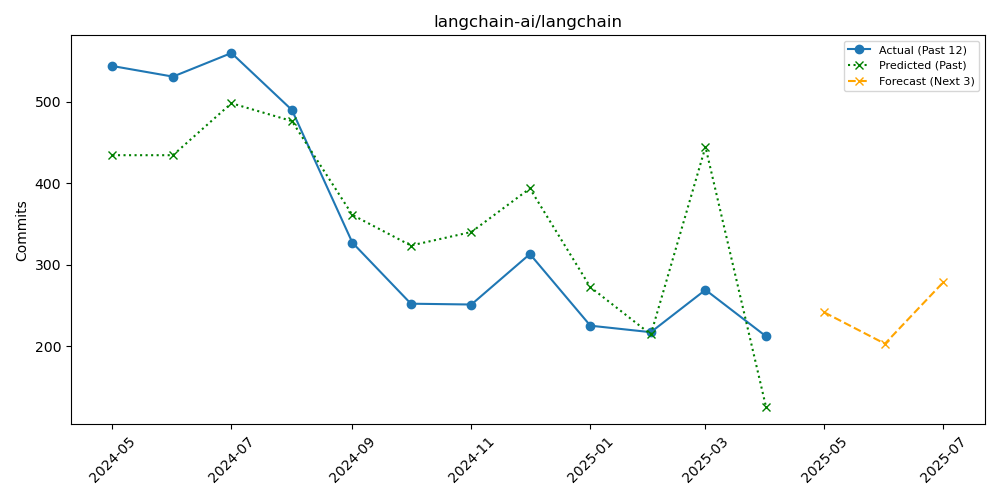 langchain-ai/langchain
Actual (Past 12)
Predicted (Past)
Forecast (Next 3)
Commits
500
400
300
200
2024-05
2024-07
2024-09
2024-11
2025-01
2025-03
2025-05
2025-07